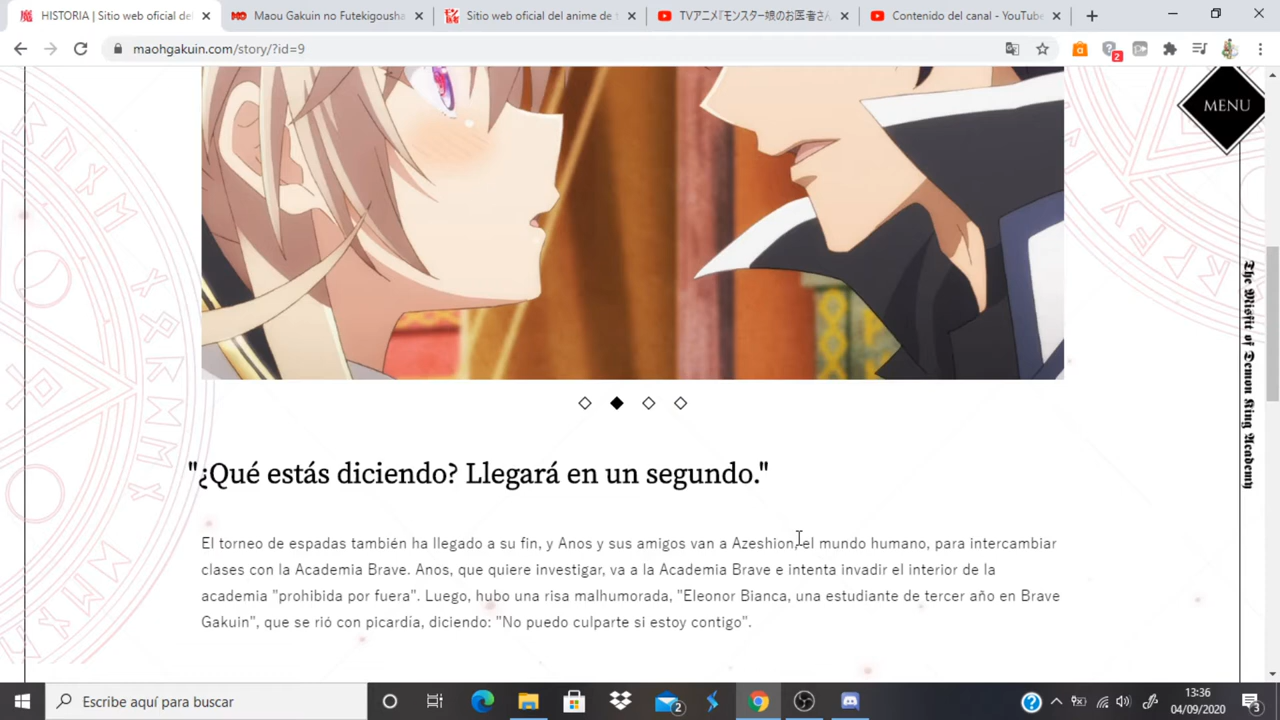 HISTORIA | Sitio web oficial del
Maou Gakuin no Futekigousha
Sitio web oficial del anime de t
TVアニメ『モンスター娘のお医者さん
Contenido del canal - YouTube
maohgakuin.com/story/?id=9
2
MENU
The Misfit of Demon King Academy
"¿Qué estás diciendo? Llegará en un segundo."
El torneo de espadas también ha llegado a su fin, y Anos y sus amigos van a Azeshion, el mundo humano, para intercambiar
clases con la Academia Brave. Anos, que quiere investigar, va a la Academia Brave e intenta invadir el interior de la
academia "prohibida por fuera". Luego, hubo una risa malhumorada, "Eleonor Bianca, una estudiante de tercer año en Brave
Gakuin", que se rió con picardía, diciendo: "No puedo culparte si estoy contigo".
Escribe aquí para buscar
2
13:36
04/09/2020
3